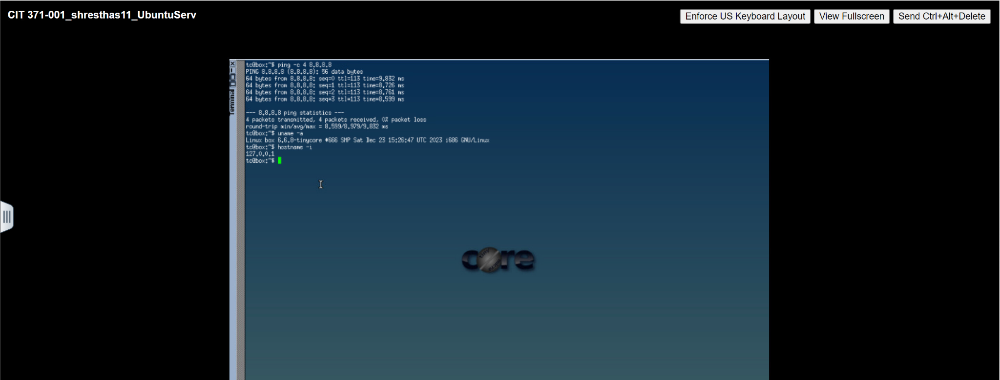 CIT 371-001_shresthas11_UbuntuServ
Enforce US Keyboard Layout
View Fullscreen
Send Ctrl+Alt+Delete
Terminal
tc@box:~$ ping -c 4 8.8.8.8
PING 8.8.8.8 (8.8.8.8): 56 data bytes
64 bytes from 8.8.8.8: seq=0 ttl=113 time=9.832 ms
64 bytes from 8.8.8.8: seq=1 ttl=113 time=8.726 ms
64 bytes from 8.8.8.8: seq=2 ttl=113 time=8.761 ms
64 bytes from 8.8.8.8: seq=3 ttl=113 time=8.599 ms
--- 8.8.8.8 ping statistics ---
4 packets transmitted, 4 packets received, 0% packet loss
round-trip min/avg/max = 8.599/8.979/9.832 ms
tc@box:~$ uname -a
Linux box 6.6.8-tinycore #666 SMP Sat Dec 23 15:26:47 UTC 2023 i686 GNU/Linux
tc@box:~$ hostname -i
127.0.0.1
tc@box:~$
core
tiny
micro